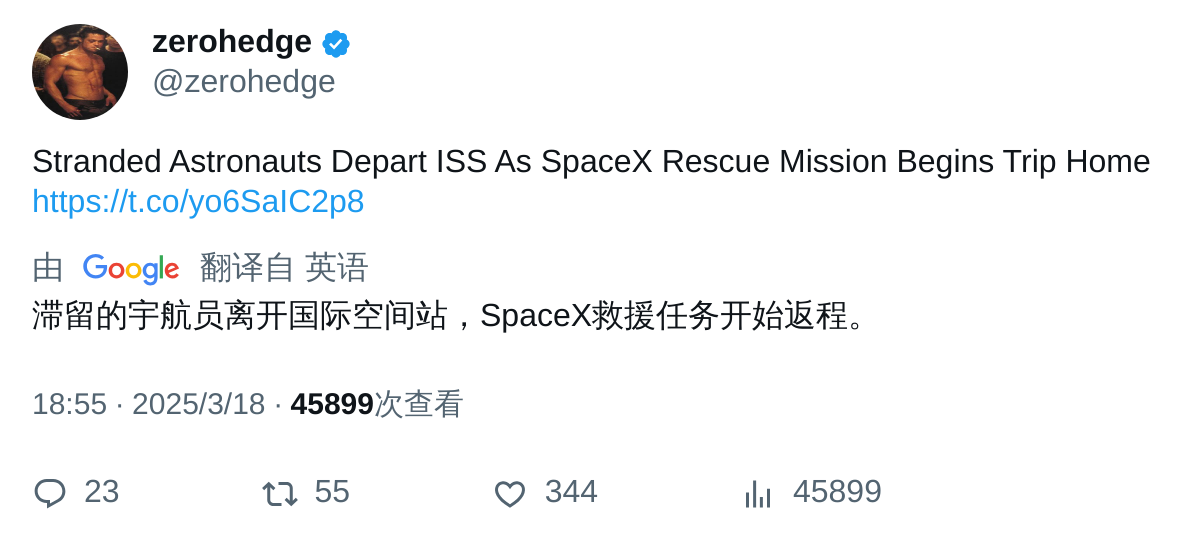 zerohedge
@zerohedge
Stranded Astronauts Depart ISS As SpaceX Rescue Mission Begins Trip Home
https://t.co/yo6SaIC2p8
由 Google 翻译自 英语
滞留的宇航员离开国际空间站，SpaceX救援任务开始返程。
18:55 · 2025/3/18 · 45899次查看
23 55 344 45899